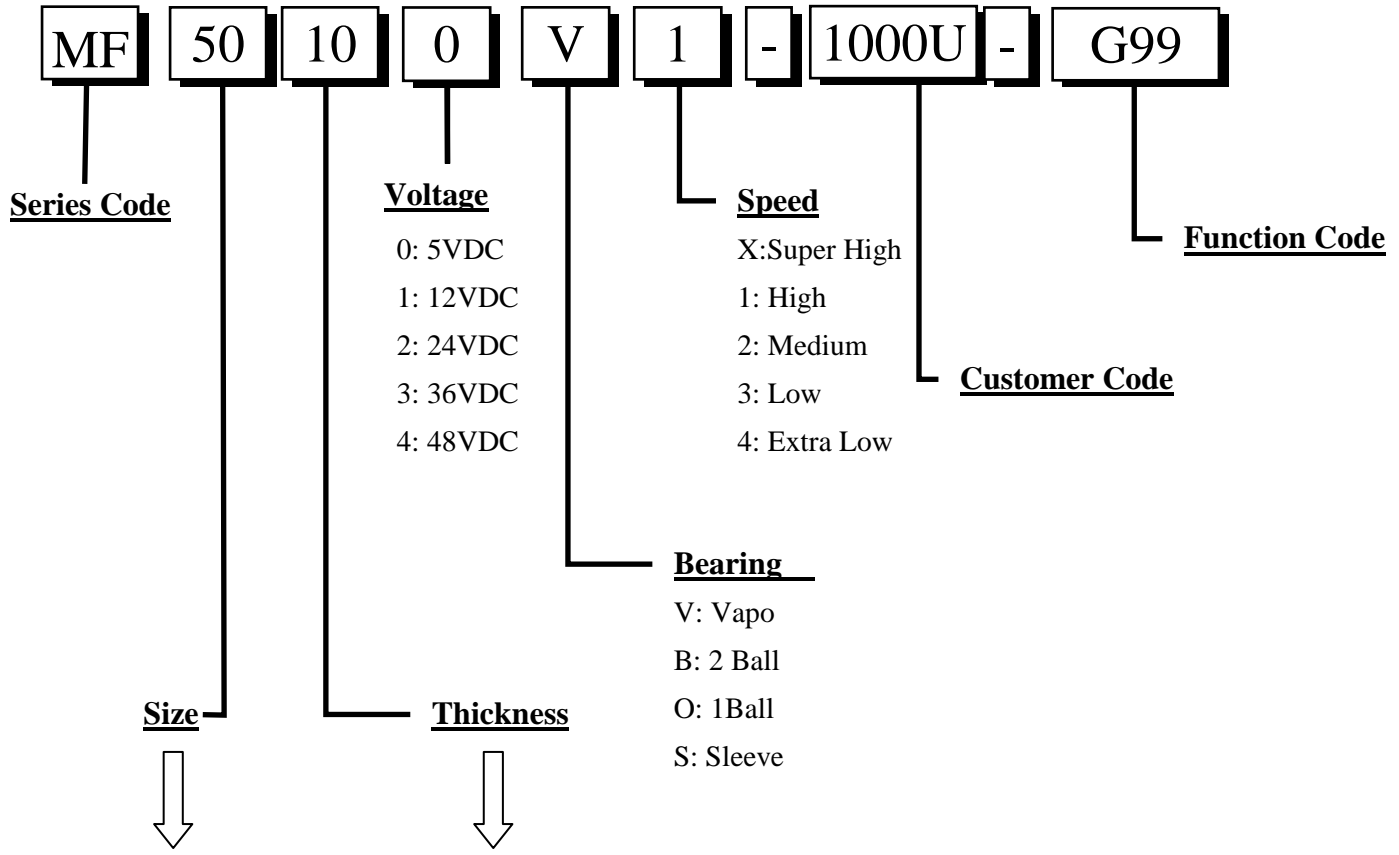 MF 50 10 0 V 1 - 1000U - G99
Series Code
Voltage
0: 5VDC
1: 12VDC
2: 24VDC
3: 36VDC
4: 48VDC
Speed
X:Super High
1: High
2: Medium
3: Low
4: Extra Low
Function Code
Customer Code
Bearing
V: Vapo
B: 2 Ball
O: 1Ball
S: Sleeve
Size
Thickness